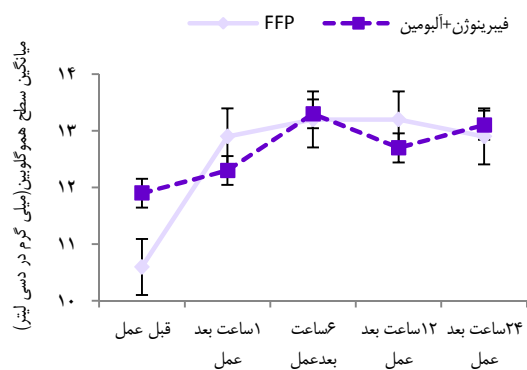 FFP
فیبرینوژن+آلبومین
میانگین سطح هموگلوبین(میلی گرم در دسی لیتر)
۱۴
۱۳
۱۲
۱۱
۱۰
قبل عمل
۱ساعت بعد
عمل
۶ساعت
بعدعمل
۱۲ساعت بعد
عمل
۲۴ساعت بعد
عمل